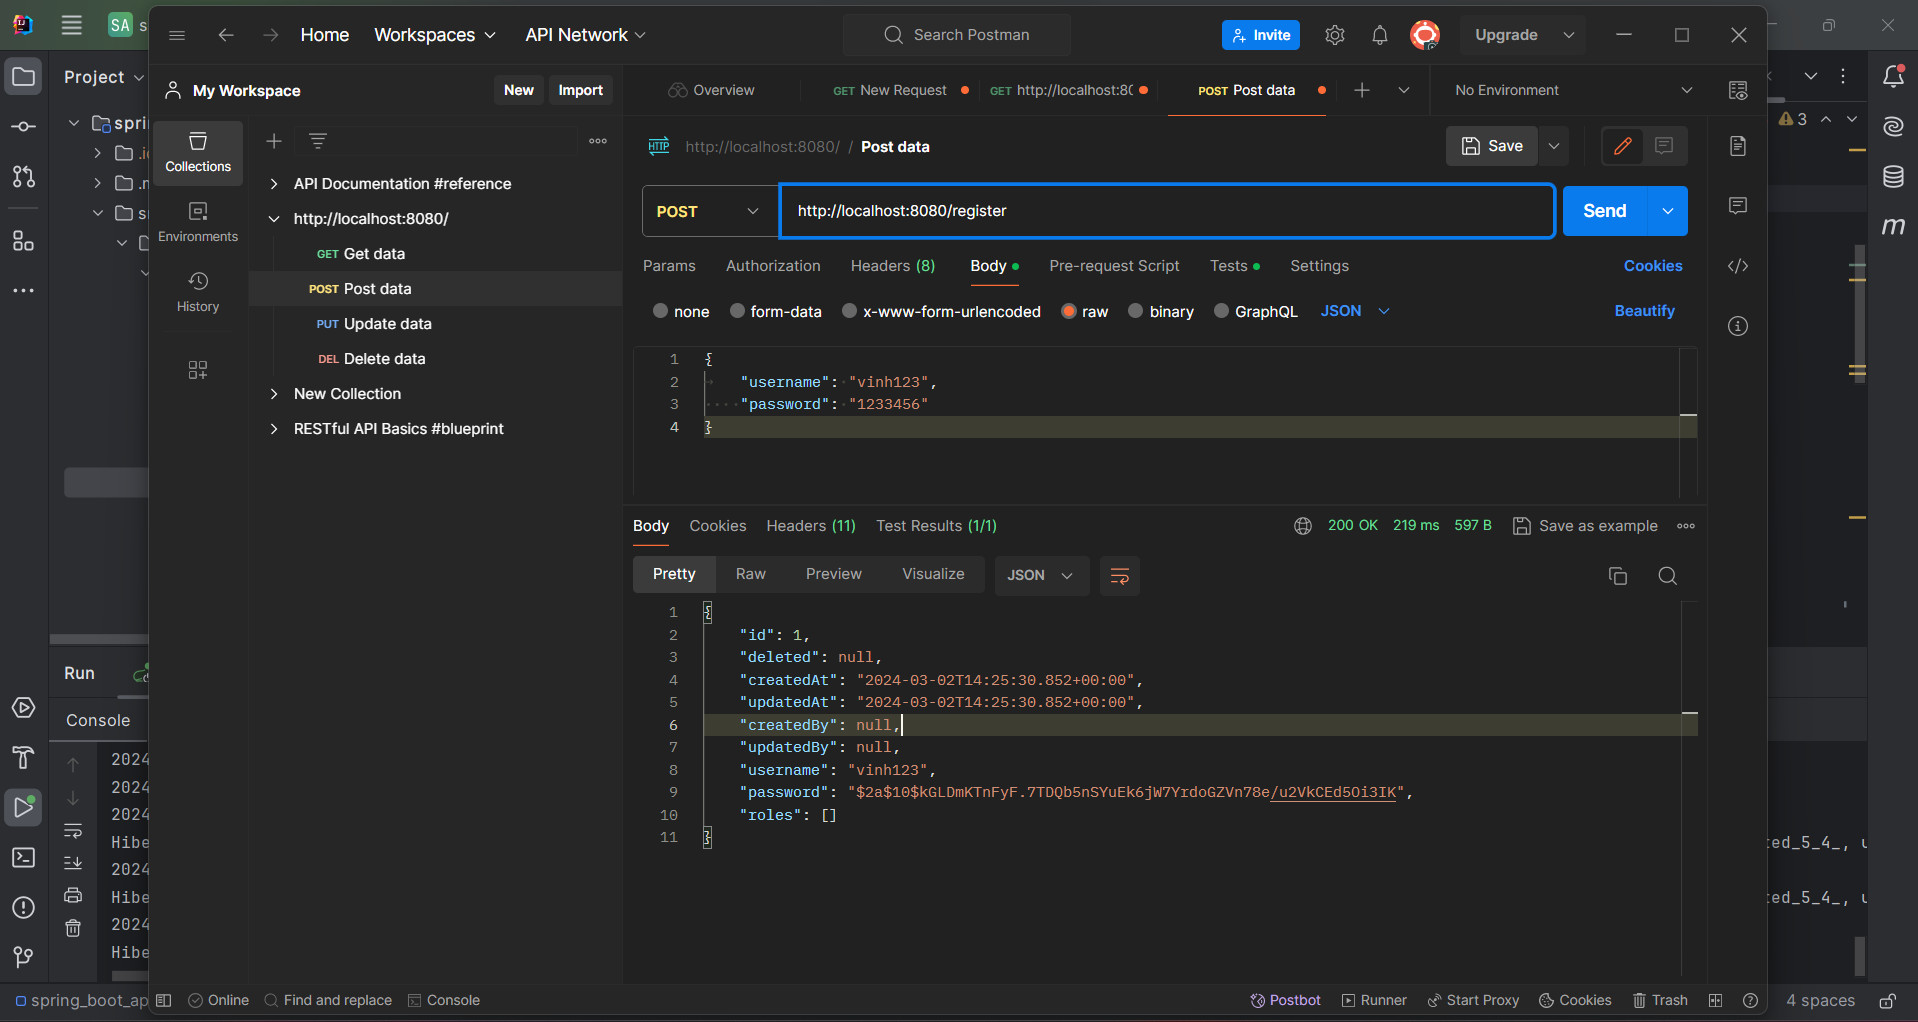 SA s
Home Workspaces API Network Search Postman Invite Upgrade
Project
My Workspace New Import Overview GET New Request GET http://localhost:80 POST Post data No Environment
spri
3
Collections
http://localhost:8080/ / Post data Save
.id
API Documentation #reference
.m
POST http://localhost:8080/register Send
s
http://localhost:8080/
Environments
GET Get data
Params Authorization Headers (8) Body Pre-request Script Tests Settings Cookies
POST Post data
History
none form-data x-www-form-urlencoded raw binary GraphQL JSON Beautify
PUT Update data
DEL Delete data
New Collection
RESTful API Basics #blueprint
1 {
2 "username": "vinh123",
3 "password": "1233456"
4 }
Body Cookies Headers (11) Test Results (1/1) 200 OK 219 ms 597 B Save as example
Pretty Raw Preview Visualize JSON
1 {
2 "id": 1,
3 "deleted": null,
4 "createdAt": "2024-03-02T14:25:30.852+00:00",
5 "updatedAt": "2024-03-02T14:25:30.852+00:00",
6 "createdBy": null,
7 "updatedBy": null,
8 "username": "vinh123",
9 "password": "$2a$10$kGLDmKTnFyF.7TDQb5nSYuEk6jW7YrdoGZVn78e/u2VkCEd5Oi3IK",
10 "roles": []
11 }
Run
Console
2024
2024
2024
Hibe ted_5_4_, u
2024
Hibe ted_5_4_, u
2024
Hibe
spring_boot_ap Online Find and replace Console Postbot Runner Start Proxy Cookies Trash 4 spaces